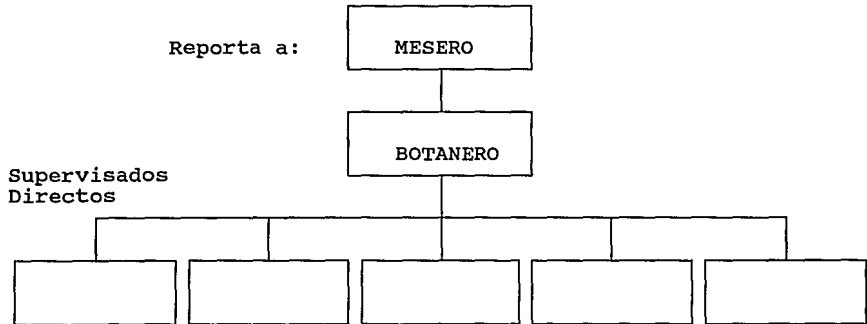 Reporta a:
MESERO
BOTANERO
Supervisados
Directos